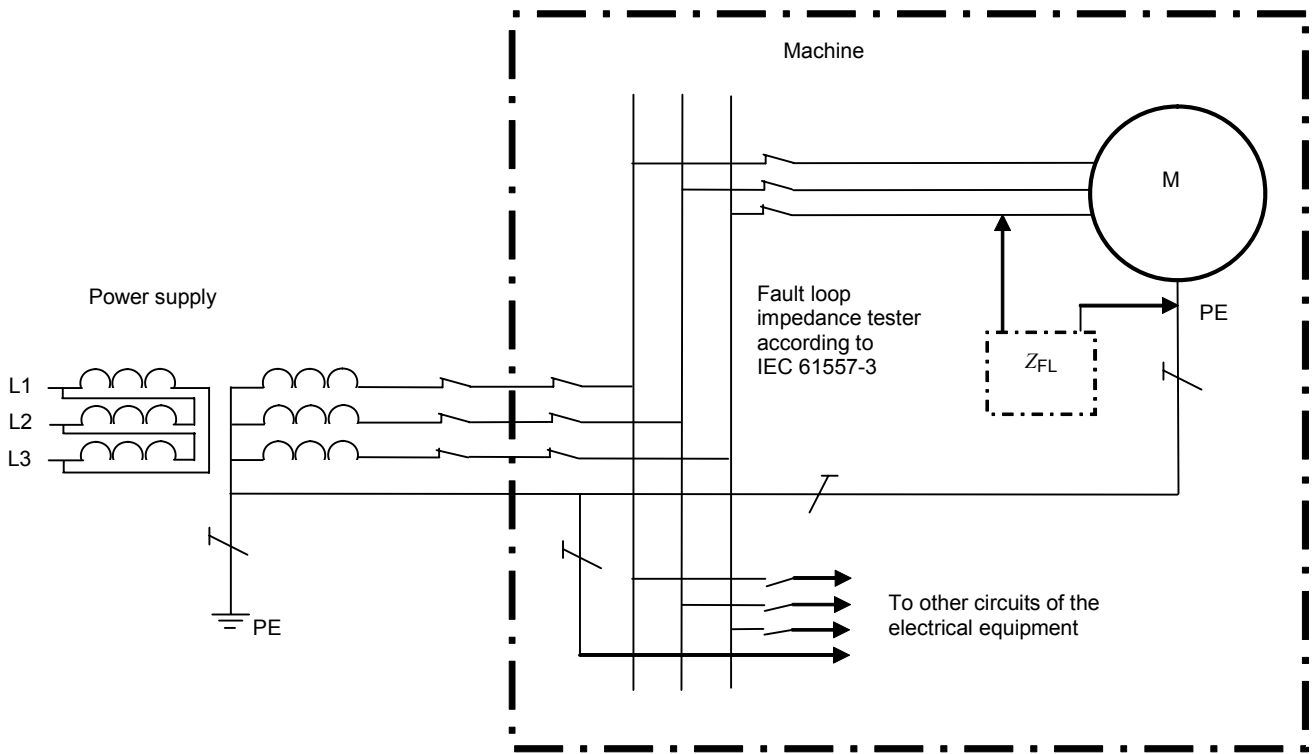 Machine
M
Power supply
Fault loop
impedance tester
according to
IEC 61557-3
PE
ZFL
L1
L2
L3
To other circuits of the
electrical equipment
PE